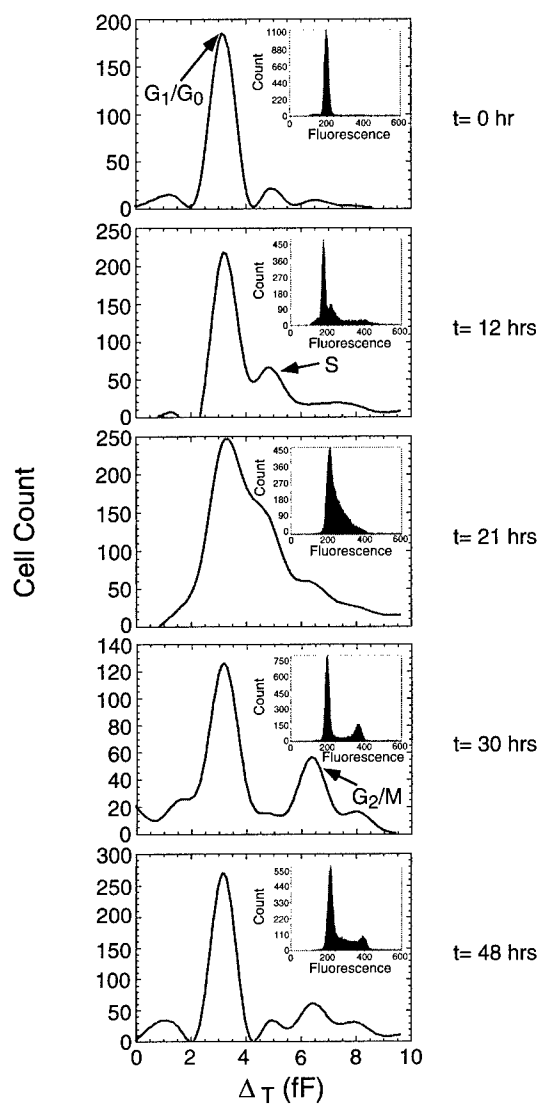 Cell Count
200
150
100
50
0
G1/G0
Count
1100
880
660
440
220
0
0 200 400 600
Fluorescence
t= 0 hr
250
200
150
100
50
0
S
Count
450
360
270
180
90
0
0 200 400 600
Fluorescence
t= 12 hrs
250
200
150
100
50
0
Count
450
360
270
180
90
0
0 200 400 600
Fluorescence
t= 21 hrs
140
120
100
80
60
40
20
0
G2/M
Count
750
600
450
300
150
0
0 200 400 600
Fluorescence
t= 30 hrs
300
250
200
150
100
50
0
Count
550
440
330
220
110
0
0 200 400 600
Fluorescence
t= 48 hrs
0 2 4 6 8 10
ΔT (fF)